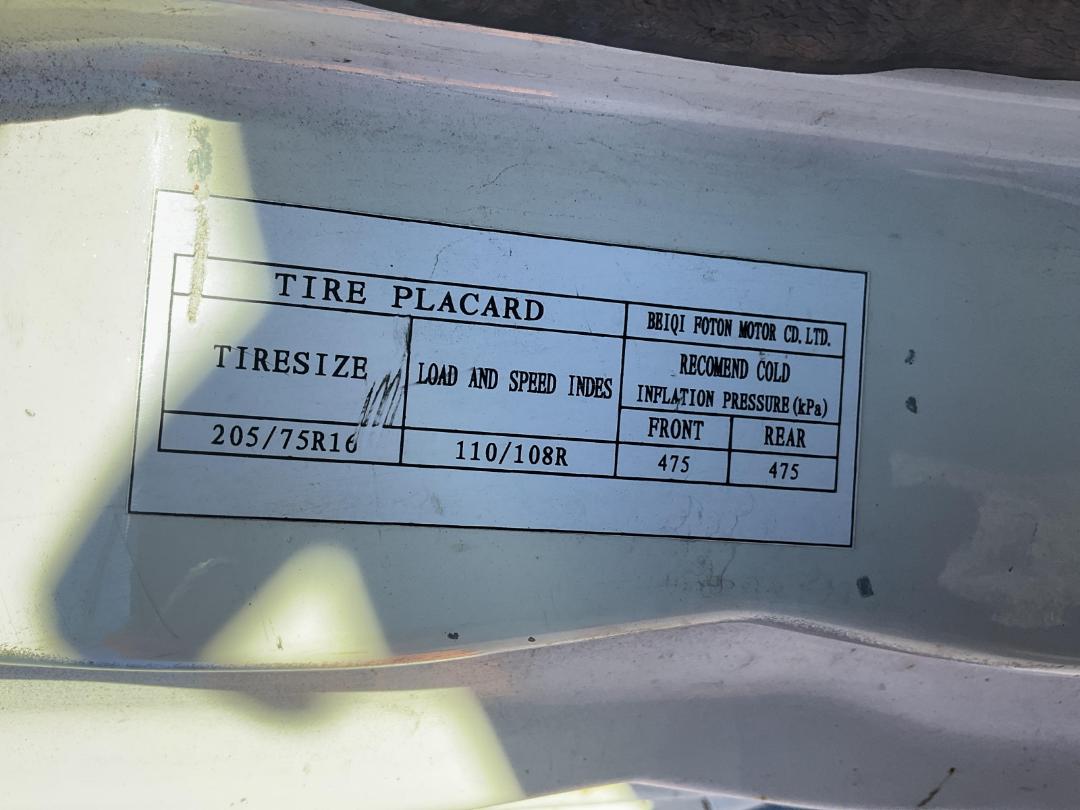 TIRE PLACARD
BEIQI FOTON MOTOR CD.LTD.
TIRESIZE
LOAD AND SPEED INDES
RECOMEND COLD
INFLATION PRESSURE(kPa)
FRONT
REAR
205/75R16
110/108R
475
475